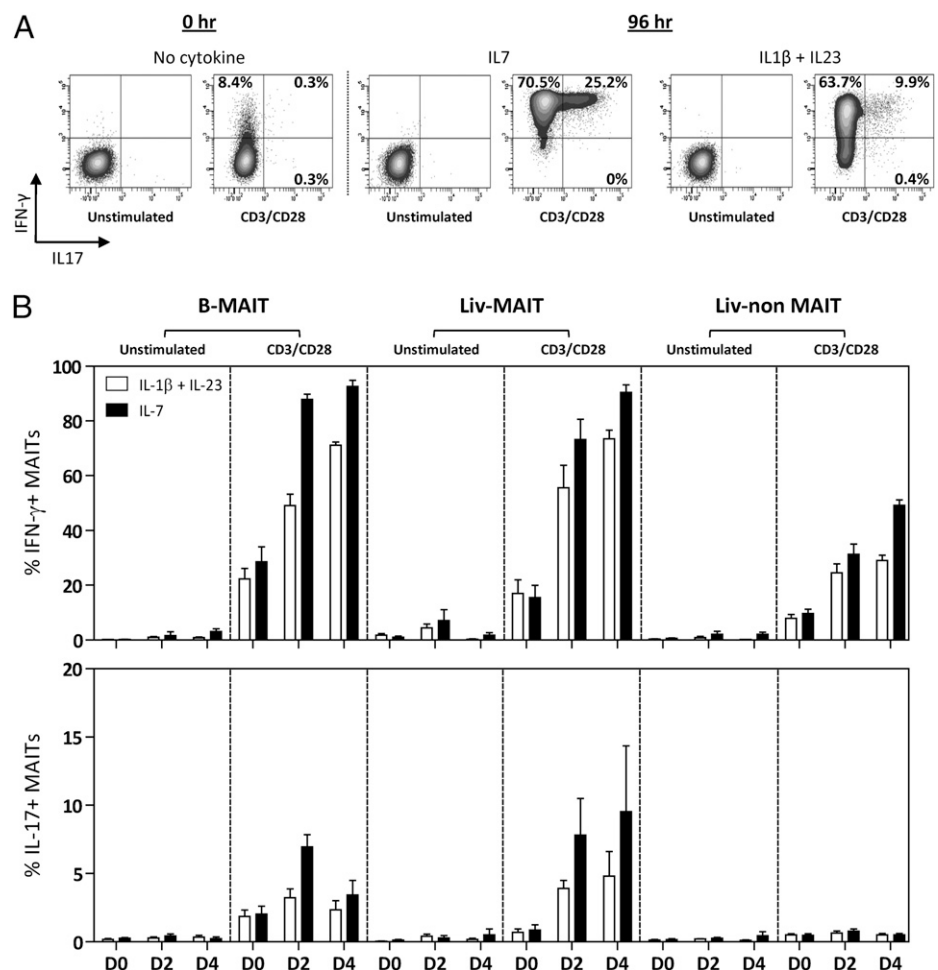 A
0 hr
96 hr
No cytokine
IL7
IL1β + IL23
8.4%
0.3%
0.3%
70.5%
25.2%
0%
63.7%
9.9%
0.4%
Unstimulated
CD3/CD28
Unstimulated
CD3/CD28
Unstimulated
CD3/CD28
IFN-γ
IL17
B
B-MAIT
Liv-MAIT
Liv-non MAIT
Unstimulated
CD3/CD28
Unstimulated
CD3/CD28
Unstimulated
CD3/CD28
IL-1β + IL-23
IL-7
% IFN-γ+ MAITs
100
80
60
40
20
0
% IL-17+ MAITs
20
15
10
5
0
D0 D2 D4 D0 D2 D4 D0 D2 D4 D0 D2 D4 D0 D2 D4 D0 D2 D4